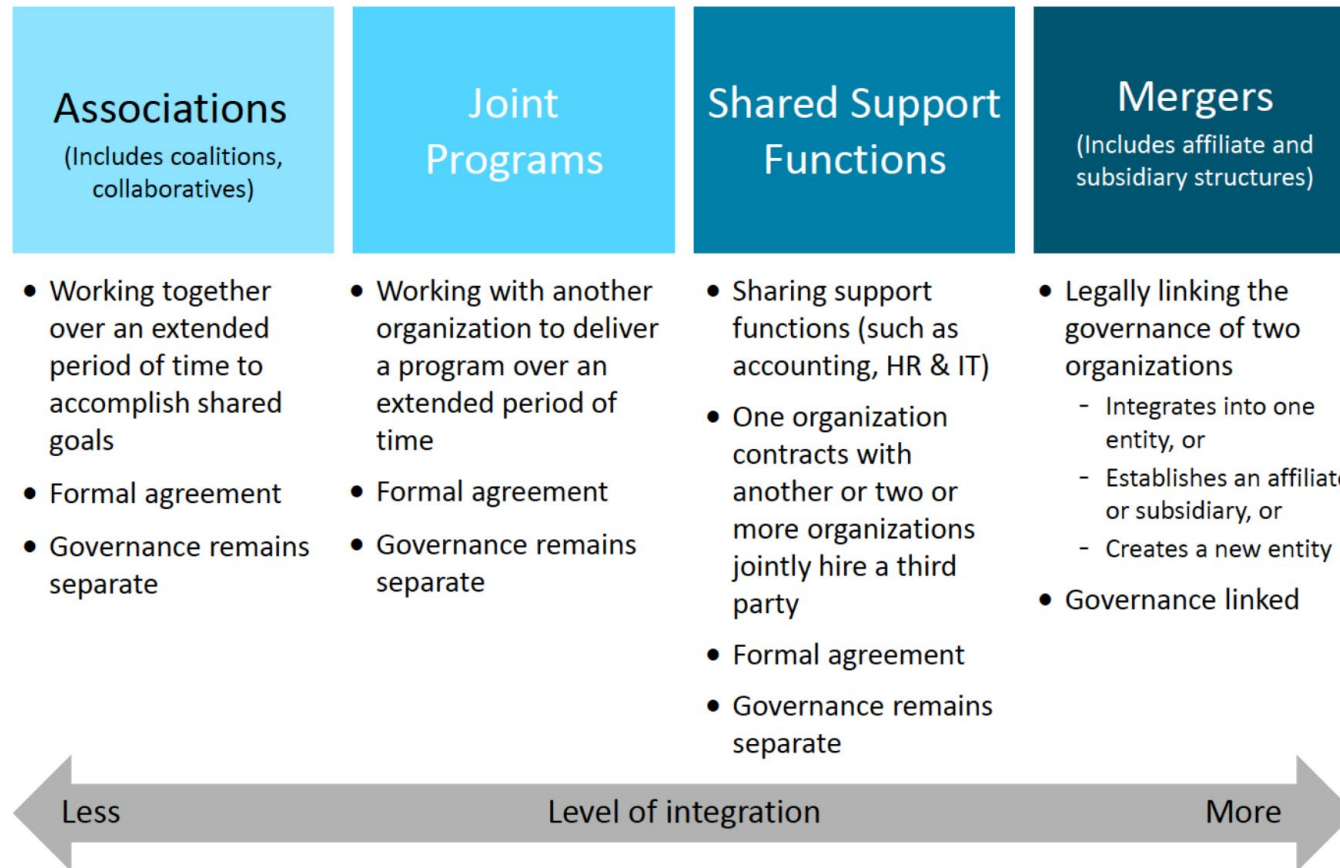 Associations
(Includes coalitions,
collaboratives)
• Working together
over an extended
period of time to
accomplish shared
goals
• Formal agreement
• Governance remains
separate
Joint
Programs
• Working with another
organization to deliver
a program over an
extended period of
time
• Formal agreement
• Governance remains
separate
Shared Support
Functions
• Sharing support
functions (such as
accounting, HR & IT)
• One organization
contracts with
another or two or
more organizations
jointly hire a third
party
• Formal agreement
• Governance remains
separate
Mergers
(Includes affiliate and
subsidiary structures)
• Legally linking the
governance of two
organizations
- Integrates into one
entity, or
- Establishes an affiliate
or subsidiary, or
- Creates a new entity
• Governance linked
Less Level of integration More